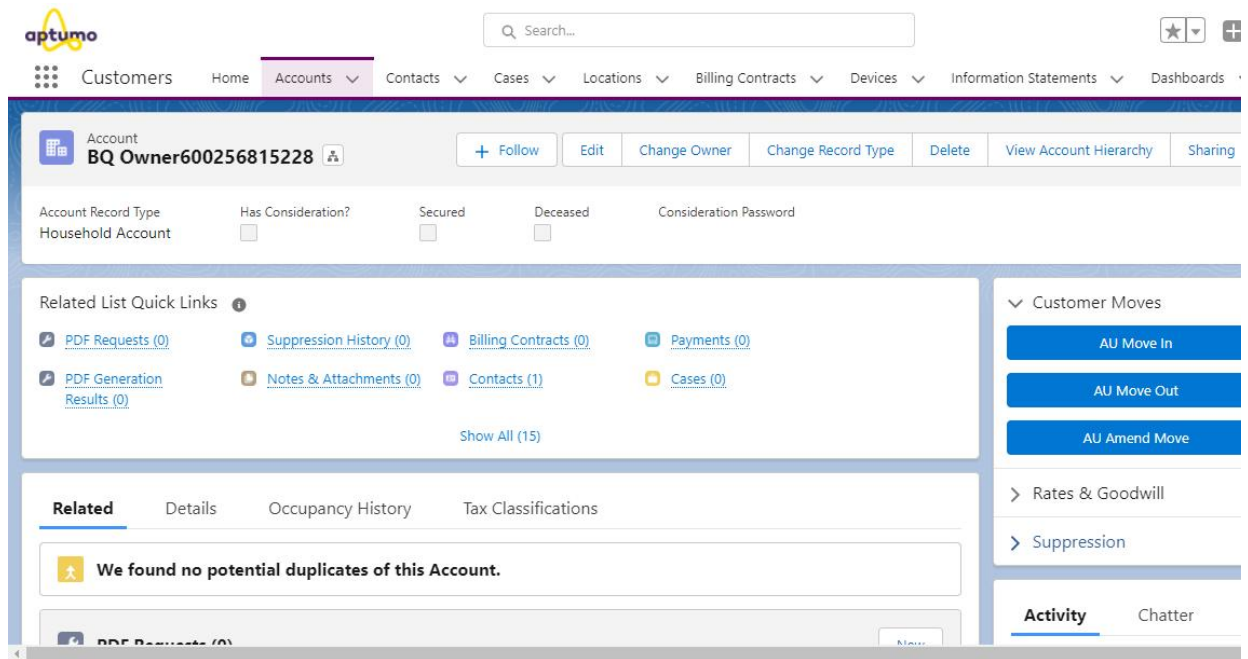 aptumo
Search...
Customers Home Accounts Contacts Cases Locations Billing Contracts Devices Information Statements Dashboards
Account
BQ Owner600256815228
+ Follow Edit Change Owner Change Record Type Delete View Account Hierarchy Sharing
Account Record Type Has Consideration? Secured Deceased Consideration Password
Household Account
Related List Quick Links
PDF Requests (0) Suppression History (0) Billing Contracts (0) Payments (0)
PDF Generation Results (0) Notes & Attachments (0) Contacts (1) Cases (0)
Show All (15)
Customer Moves
AU Move In
AU Move Out
AU Amend Move
Rates & Goodwill
Suppression
Related Details Occupancy History Tax Classifications
We found no potential duplicates of this Account.
PDF Requests (0) New
Activity Chatter